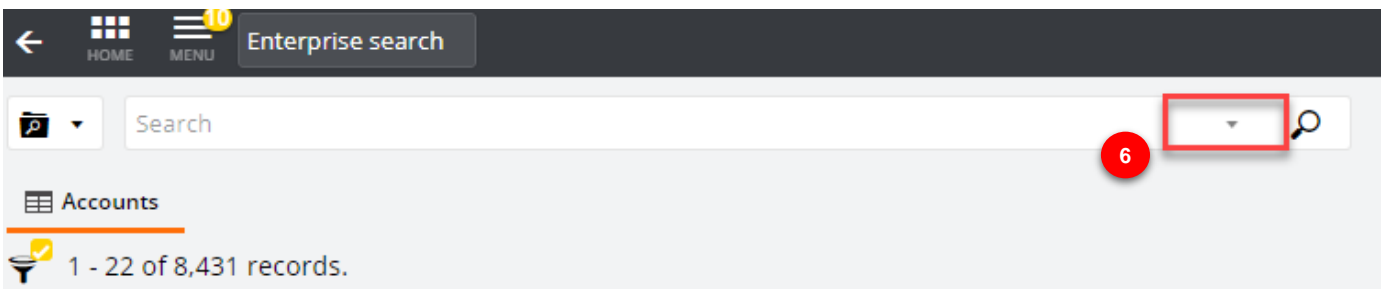 10
HOME MENU Enterprise search
Search
6
Accounts
1 - 22 of 8,431 records.